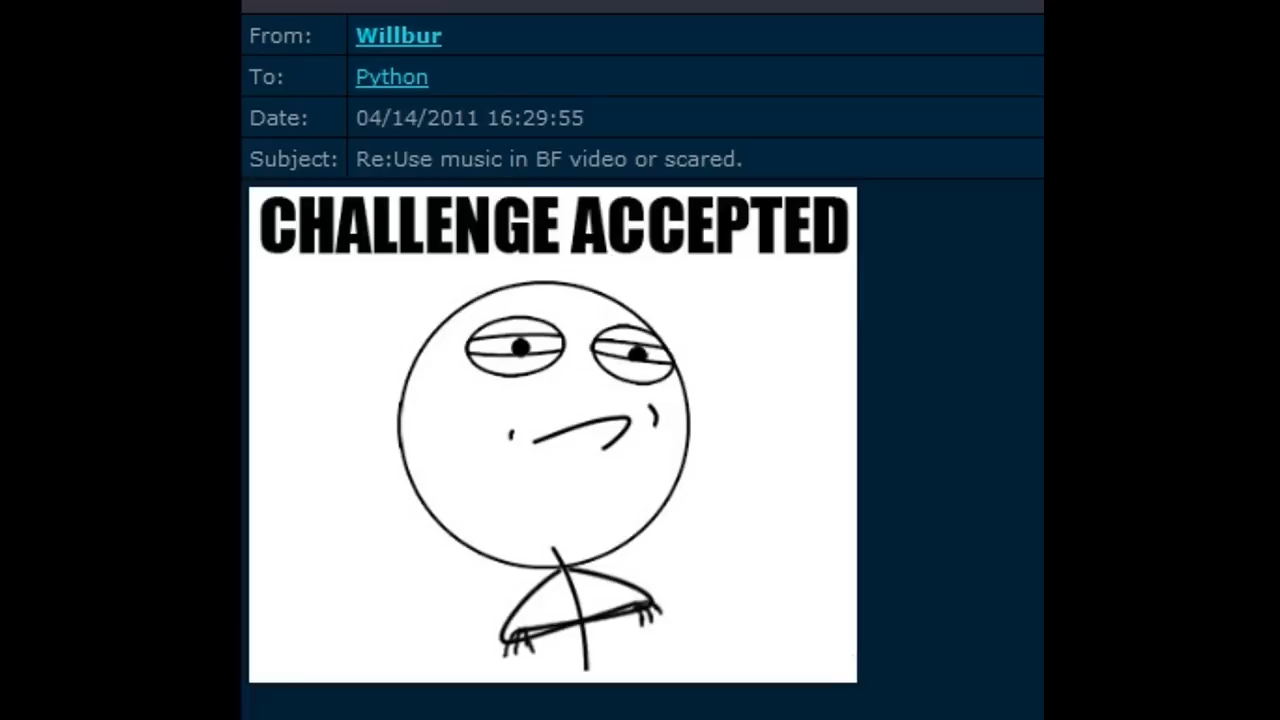 From: Willbur
To: Python
Date: 04/14/2011 16:29:55
Subject: Re:Use music in BF video or scared.
CHALLENGE ACCEPTED